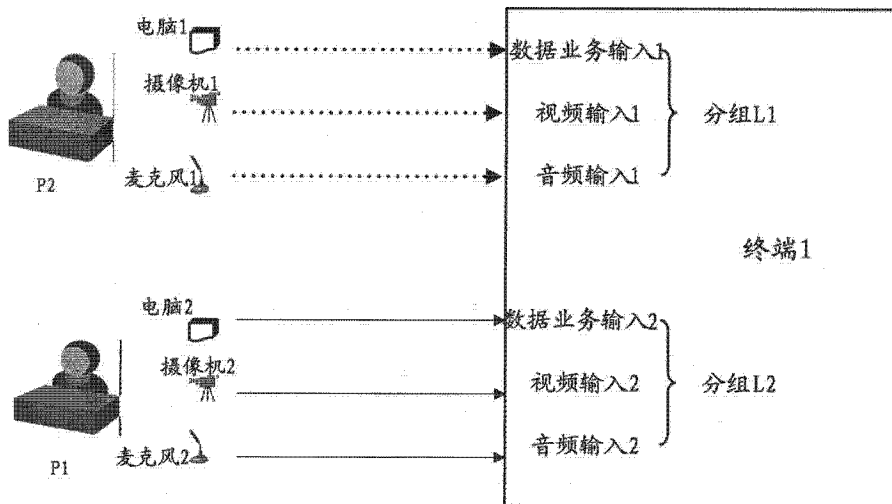 电脑1
数据业务输入1
摄像机1
视频输入1
分组L1
麦克风1
音频输入1
P2
终端1
电脑2
数据业务输入2
摄像机2
视频输入2
分组L2
麦克风2
音频输入2
P1